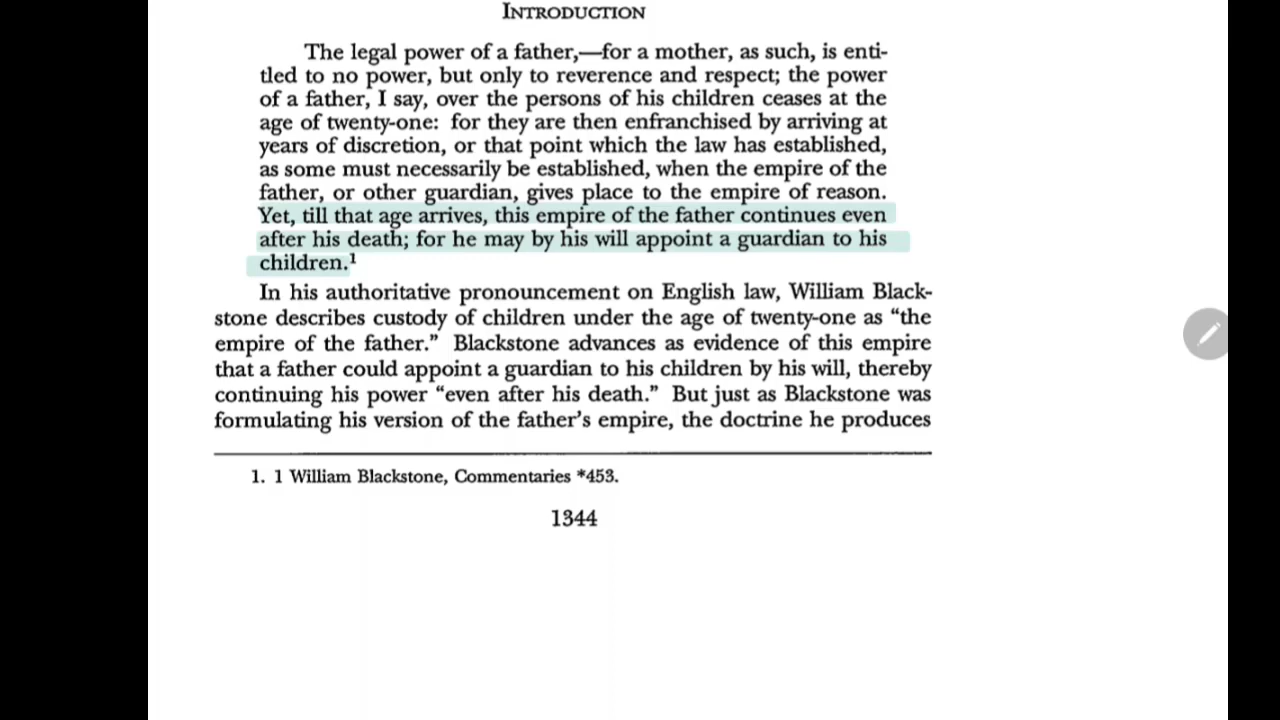 INTRODUCTION
The legal power of a father,—for a mother, as such, is enti-
tled to no power, but only to reverence and respect; the power
of a father, I say, over the persons of his children ceases at the
age of twenty-one: for they are then enfranchised by arriving at
years of discretion, or that point which the law has established,
as some must necessarily be established, when the empire of the
father, or other guardian, gives place to the empire of reason.
Yet, till that age arrives, this empire of the father continues even
after his death; for he may by his will appoint a guardian to his
children.¹
In his authoritative pronouncement on English law, William Black-
stone describes custody of children under the age of twenty-one as “the
empire of the father.” Blackstone advances as evidence of this empire
that a father could appoint a guardian to his children by his will, thereby
continuing his power “even after his death.” But just as Blackstone was
formulating his version of the father’s empire, the doctrine he produces
1. 1 William Blackstone, Commentaries *453.
1344